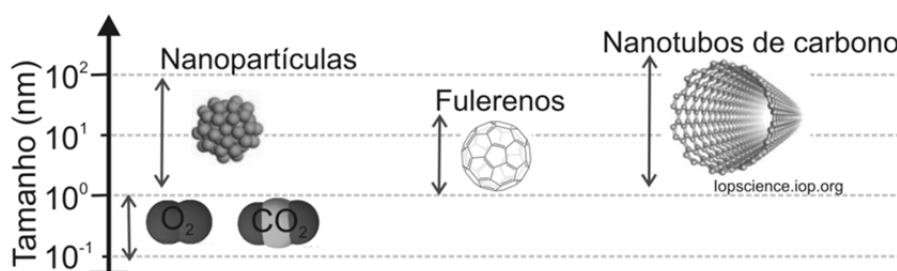 Tamanho (nm)
10²
10¹
10⁰
10⁻¹
Nanopartículas
Fulerenos
Nanotubos de carbono
Iopscience.iop.org
O₂
CO₂